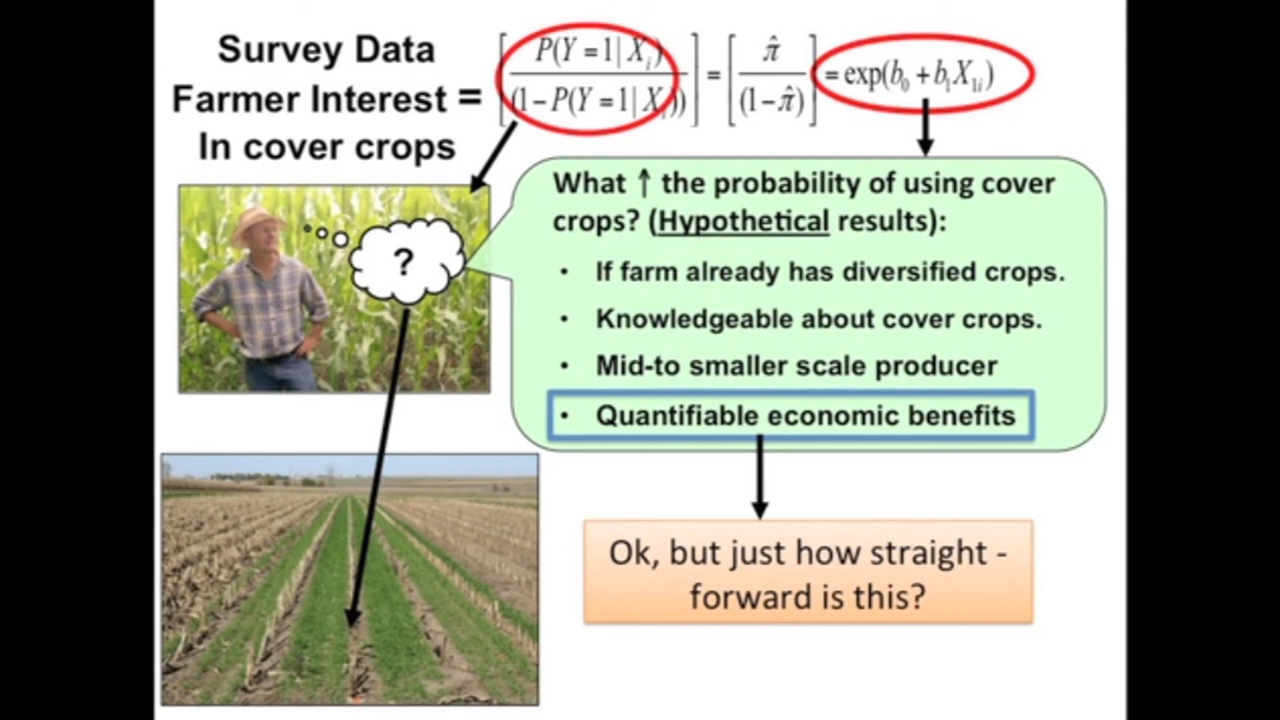 Survey Data
Farmer Interest =
In cover crops
[P(Y = 1| Xi) / (1 − P(Y = 1| Xi))] = [π̂ / (1 − π̂)] = exp(b0 + b1X1i)
What ↑ the probability of using cover
crops? (Hypothetical results):
• If farm already has diversified crops.
• Knowledgeable about cover crops.
• Mid-to smaller scale producer
• Quantifiable economic benefits
?
Ok, but just how straight -
forward is this?